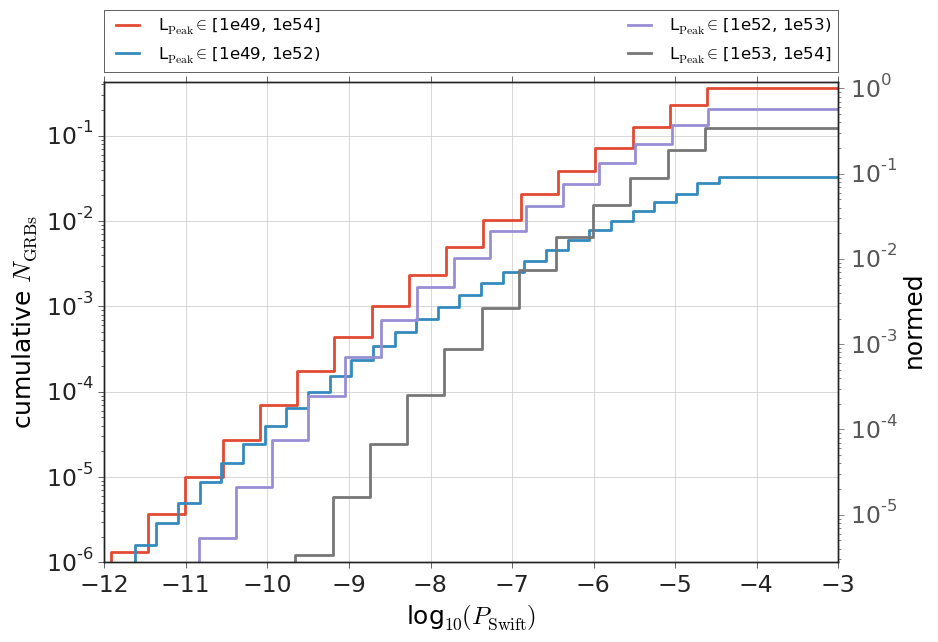 L_Peak ∈ [1e49, 1e54]
L_Peak ∈ [1e49, 1e52)
L_Peak ∈ [1e52, 1e53)
L_Peak ∈ [1e53, 1e54]
cumulative N_GRBs
10^-1
10^-2
10^-3
10^-4
10^-5
10^-6
10^0
10^-1
10^-2
10^-3
10^-4
10^-5
normed
−12 −11 −10 −9 −8 −7 −6 −5 −4 −3
log_10(P_Swift)